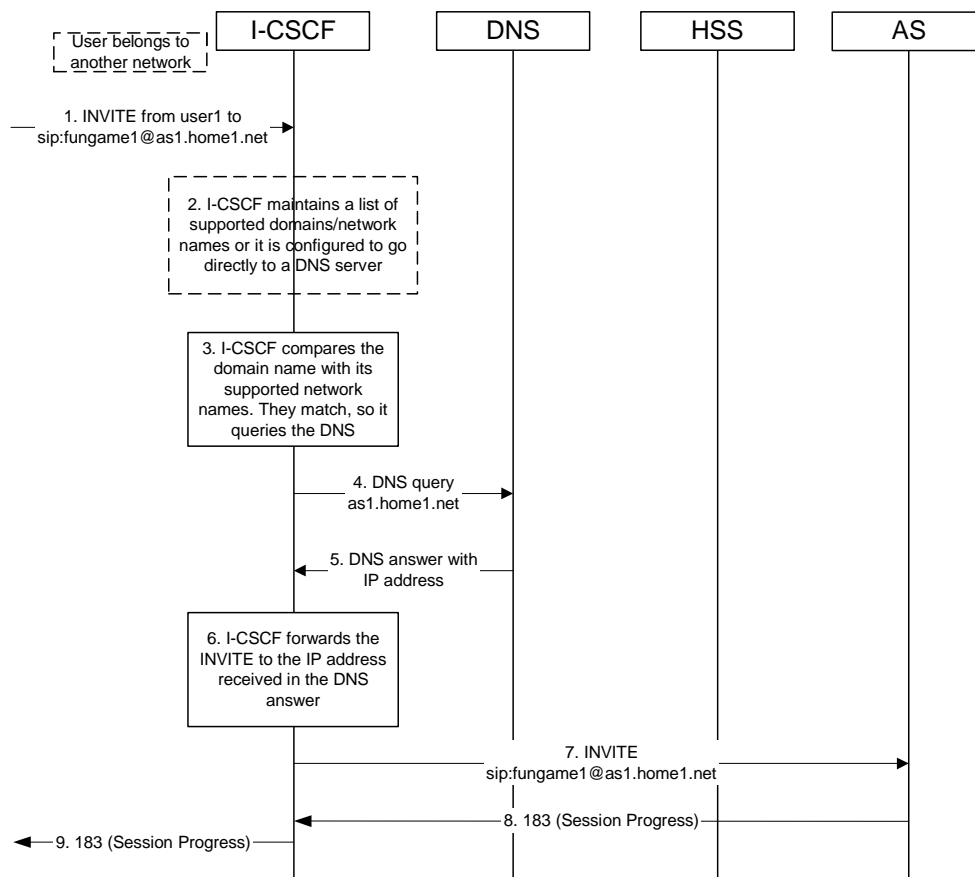 I-CSCF
DNS
HSS
AS
User belongs to
another network
1. INVITE from user1 to
sip:fungame1@as1.home1.net
2. I-CSCF maintains a list of
supported domains/network
names or it is configured to go
directly to a DNS server
3. I-CSCF compares the
domain name with its
supported network
names. They match, so it
queries the DNS
4. DNS query
as1.home1.net
5. DNS answer with
IP address
6. I-CSCF forwards the
INVITE to the IP address
received in the DNS
answer
7. INVITE
sip:fungame1@as1.home1.net
8. 183 (Session Progress)
9. 183 (Session Progress)